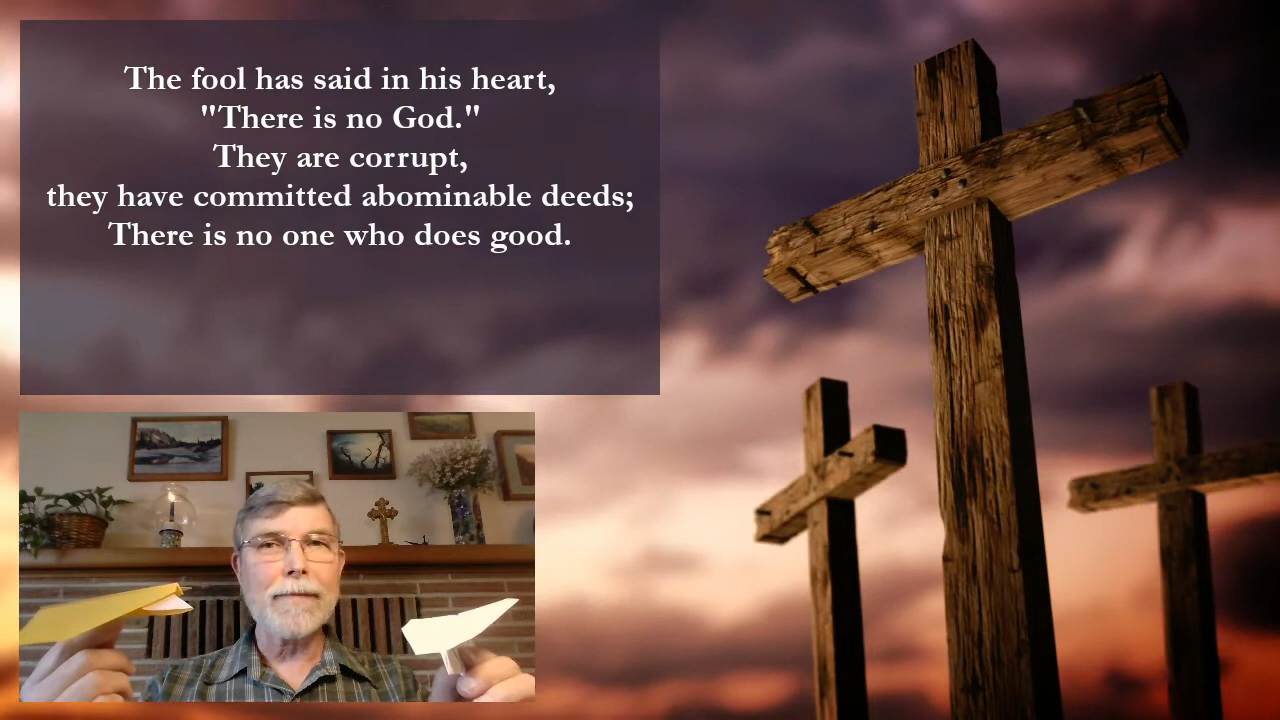 The fool has said in his heart,
"There is no God."
They are corrupt,
they have committed abominable deeds;
There is no one who does good.